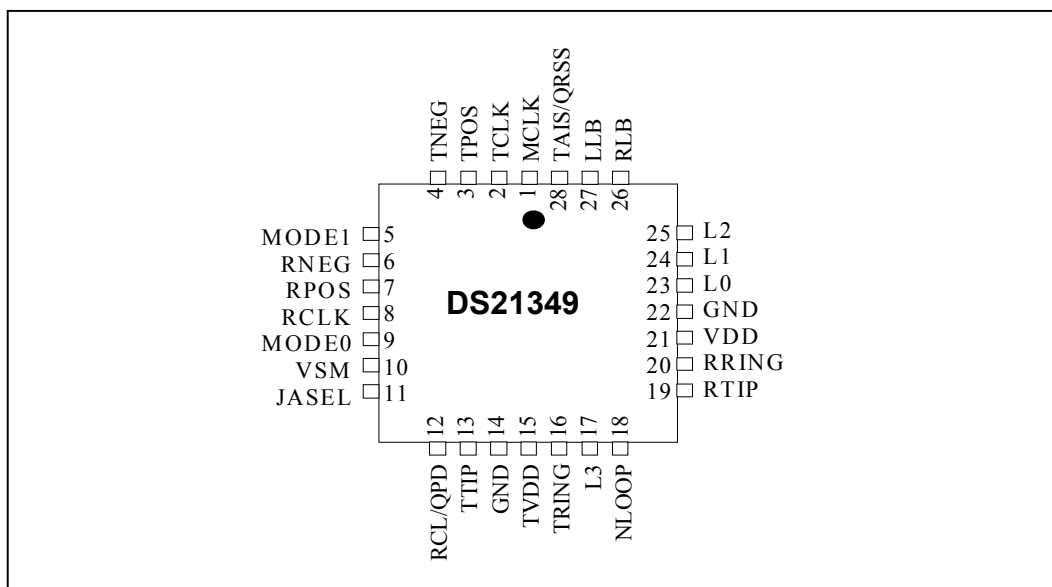 TNEG
TPOS
TCLK
MCLK
TAIS/QRSS
LLB
RLB
4
3
2
1
28
27
26
MODE1 5
RNEG 6
RPOS 7
RCLK 8
MODE0 9
VSM 10
JASEL 11
DS21349
25 L2
24 L1
23 L0
22 GND
21 VDD
20 RRING
19 RTIP
12
13
14
15
16
17
18
RCL/QPD
TTIP
GND
TVDD
TRING
L3
NLOOP